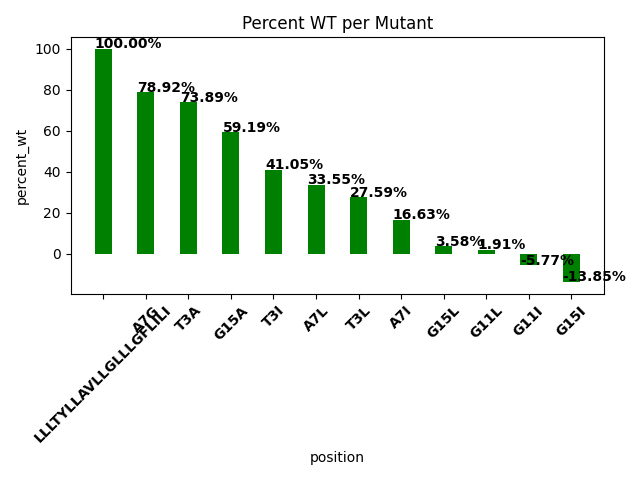 Percent WT per Mutant
percent_wt
100
80
60
40
20
0
100.00%
78.92%
73.89%
59.19%
41.05%
33.55%
27.59%
16.63%
3.58%
1.91%
-5.77%
-13.85%
LLLTYLLAVLLGLLLGFLILI
A7G
T3A
G15A
T3I
A7L
T3L
A7I
G15L
G11L
G11I
G15I
position